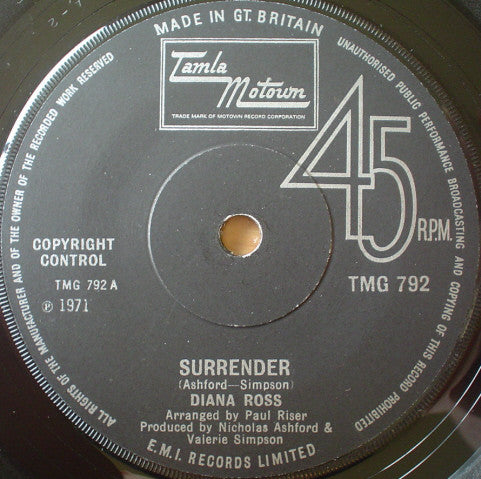 MADE IN GT. BRITAIN
UNAUTHORISED PUBLIC PERFORMANCE BROADCASTING AND COPYING OF THIS RECORD PROHIBITED
ALL RIGHTS OF THE MANUFACTURER AND OF THE OWNER OF THE RECORDED WORK RESERVED
Tamla
Motown
TRADE MARK OF MOTOWN RECORD CORPORATION
45 R.P.M.
COPYRIGHT
CONTROL
TMG 792 A
℗ 1971
TMG 792
SURRENDER
(Ashford—Simpson)
DIANA ROSS
Arranged by Paul Riser
Produced by Nicholas Ashford &
Valerie Simpson
E.M.I. RECORDS LIMITED